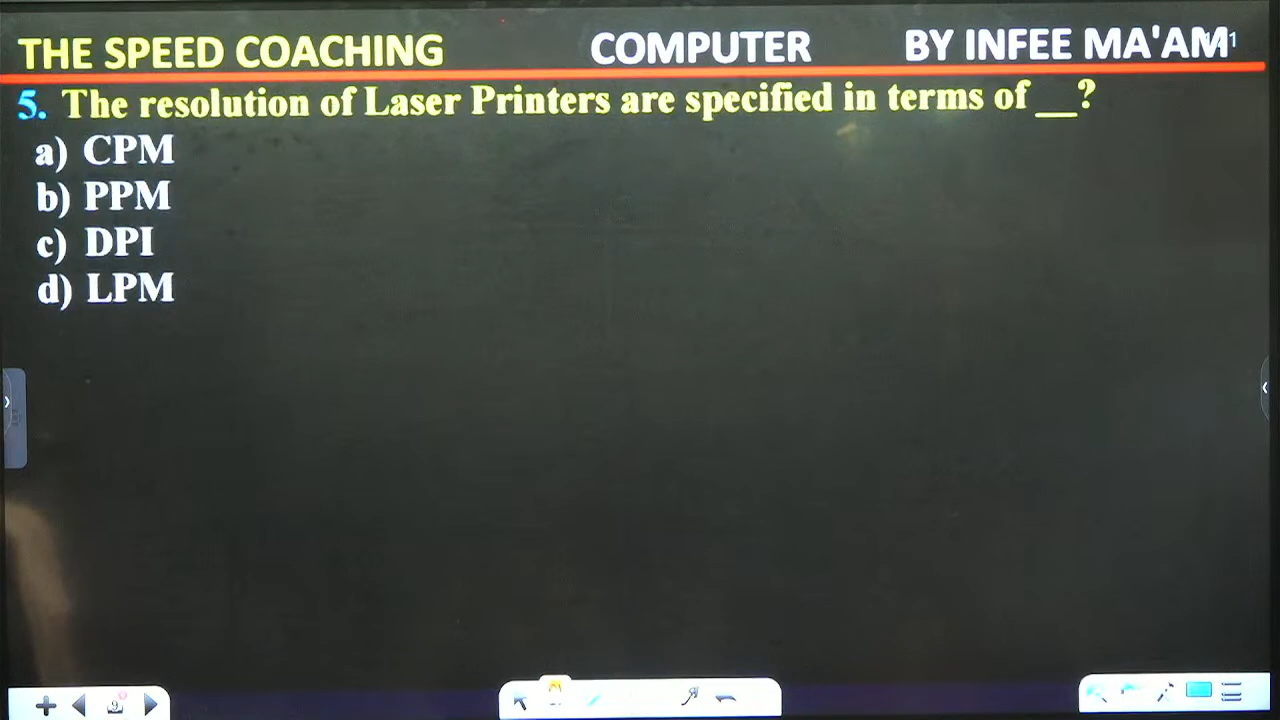 THE SPEED COACHING COMPUTER BY INFEE MA'AM
5. The resolution of Laser Printers are specified in terms of __?
a) CPM
b) PPM
c) DPI
d) LPM
9